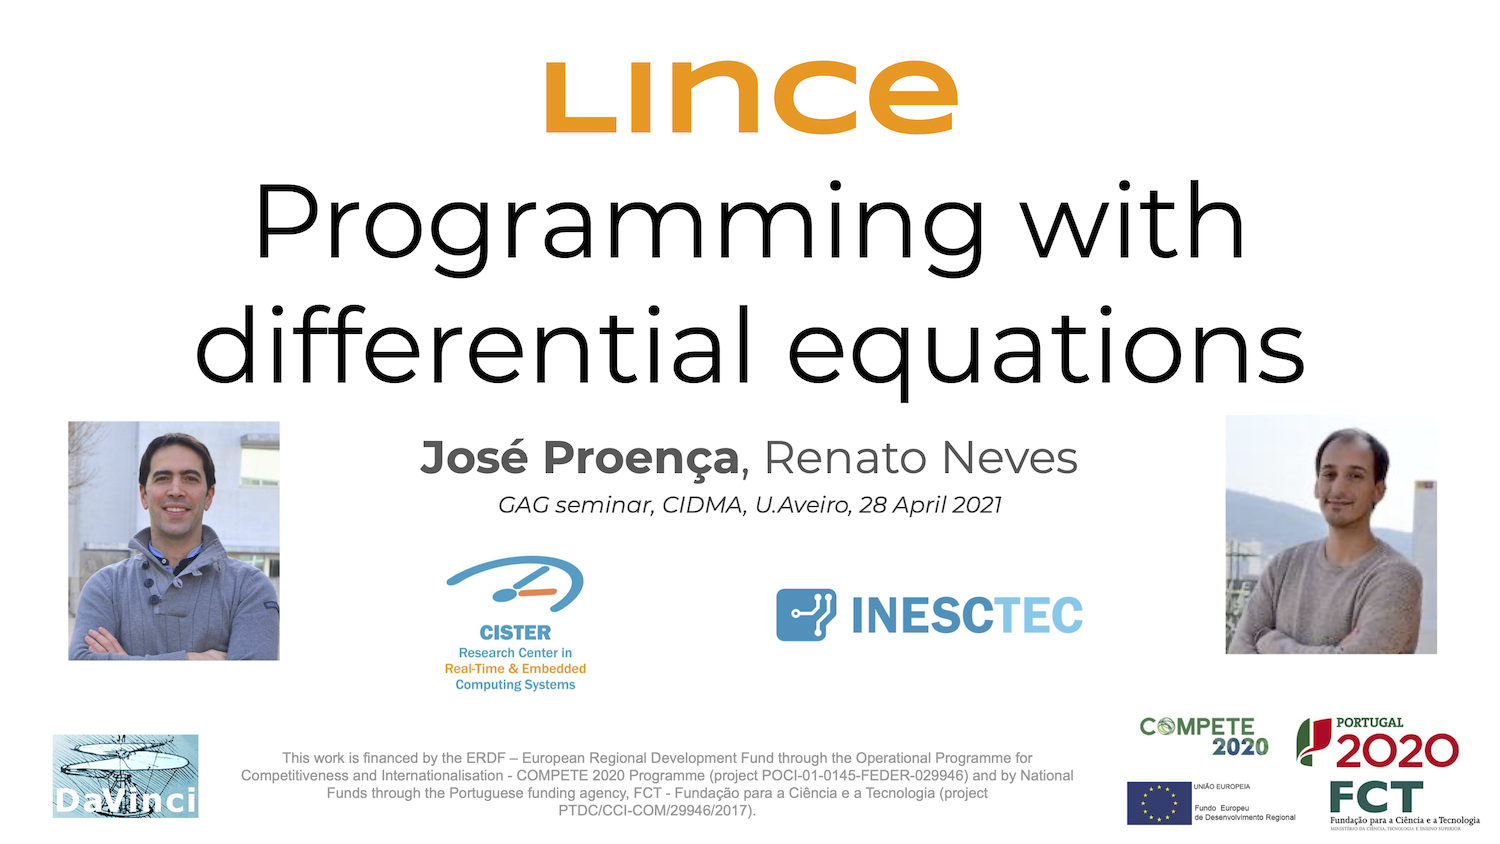 Lince
Programming with
differential equations
José Proença, Renato Neves
GAG seminar, CIDMA, U.Aveiro, 28 April 2021
CISTER
Research Center in
Real-Time & Embedded
Computing Systems
INESCTEC
DaVinci
This work is financed by the ERDF – European Regional Development Fund through the Operational Programme for
Competitiveness and Internationalisation - COMPETE 2020 Programme (project POCI-01-0145-FEDER-029946) and by National
Funds through the Portuguese funding agency, FCT - Fundação para a Ciência e a Tecnologia (project
PTDC/CCI-COM/29946/2017).
COMPETE
2020
PORTUGAL
2020
UNIÃO EUROPEIA
Fundo Europeu
de Desenvolvimento Regional
FCT
Fundação para a Ciência e a Tecnologia
MINISTÉRIO DA CIÊNCIA, TECNOLOGIA E ENSINO SUPERIOR